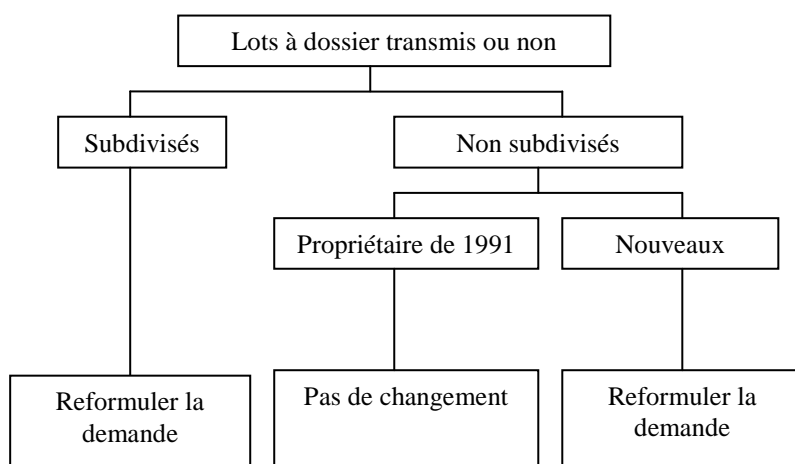 Lots à dossier transmis ou non
Subdivisés
Non subdivisés
Propriétaire de 1991
Nouveaux
Reformuler la
demande
Pas de changement
Reformuler la
demande